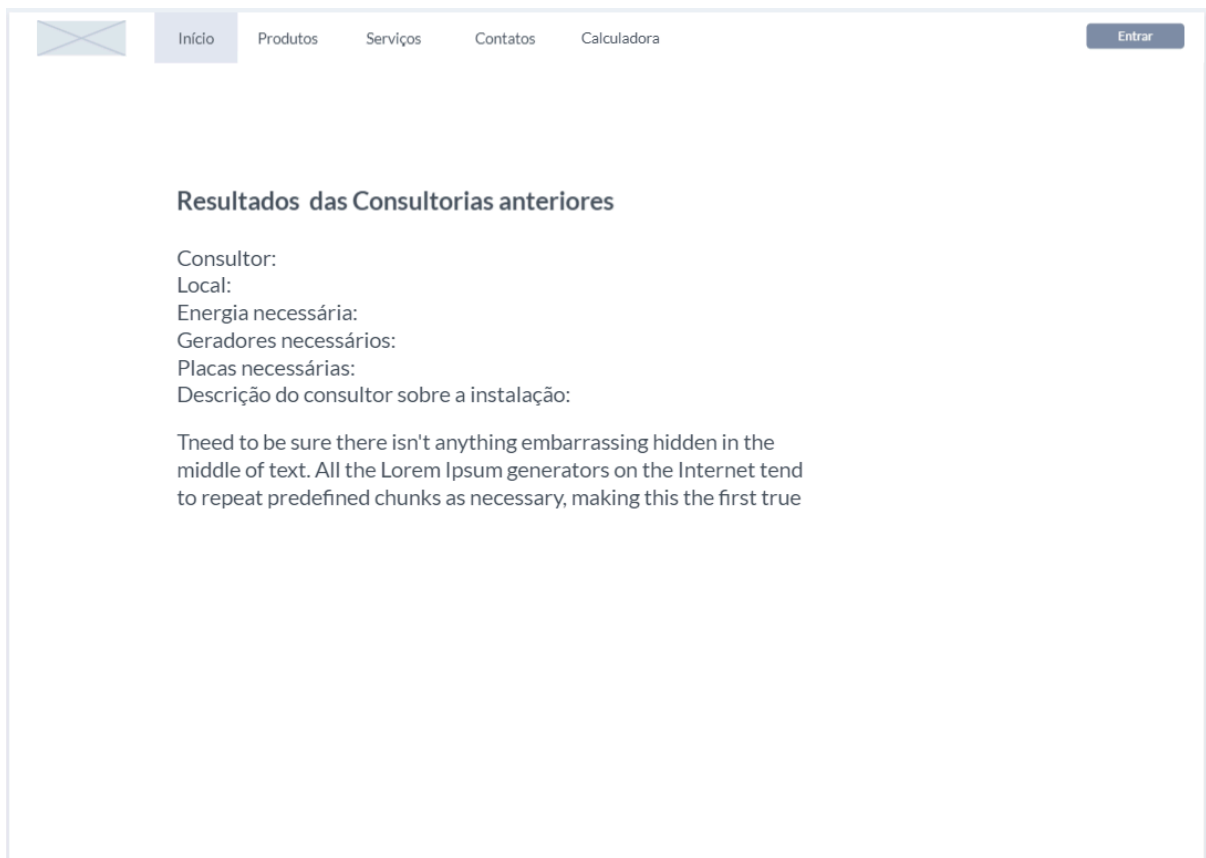 Início
Produtos
Serviços
Contatos
Calculadora
Entrar
Resultados  das Consultorias anteriores
Consultor:
Local:
Energia necessária:
Geradores necessários:
Placas necessárias:
Descrição do consultor sobre a instalação:
Tneed to be sure there isn't anything embarrassing hidden in the
middle of text. All the Lorem Ipsum generators on the Internet tend
to repeat predefined chunks as necessary, making this the first true